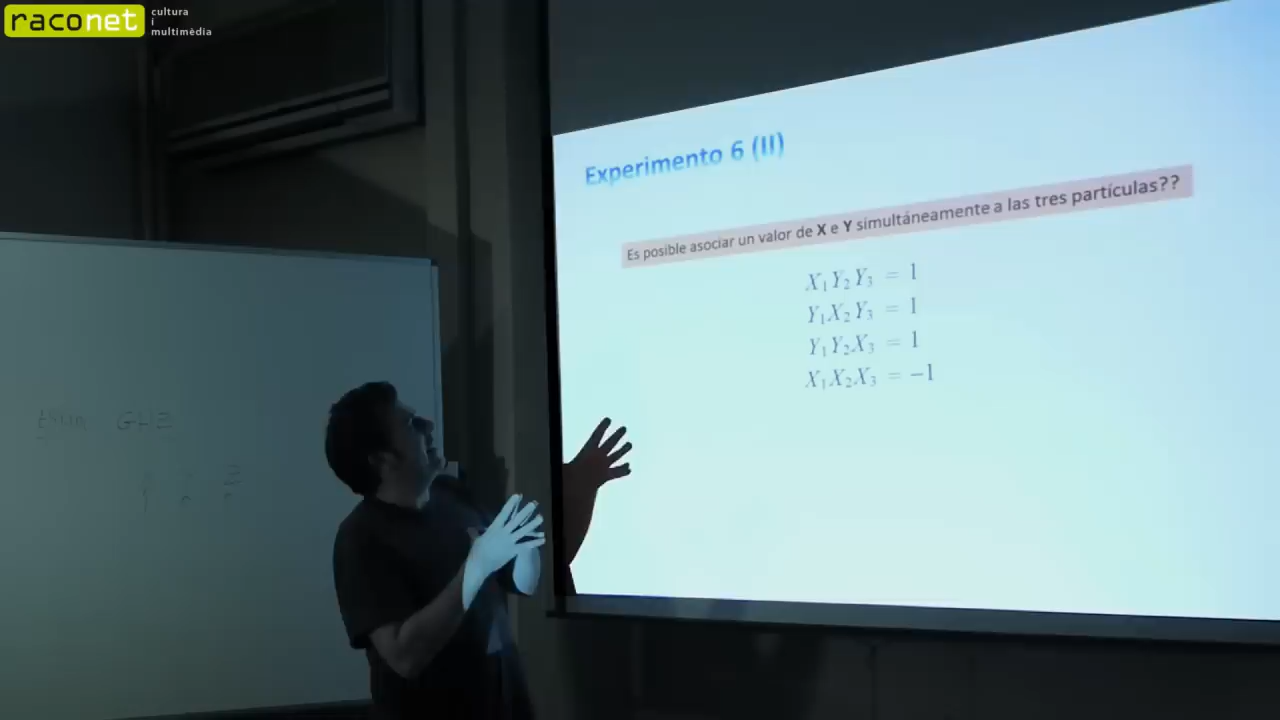 raconet
cultura
i
multimèdia
Experimento 6 (II)
Es posible asociar un valor de X e Y simultáneamente a las tres partículas??
X₁Y₂Y₃ = 1
Y₁X₂Y₃ = 1
Y₁Y₂X₃ = 1
X₁X₂X₃ = −1